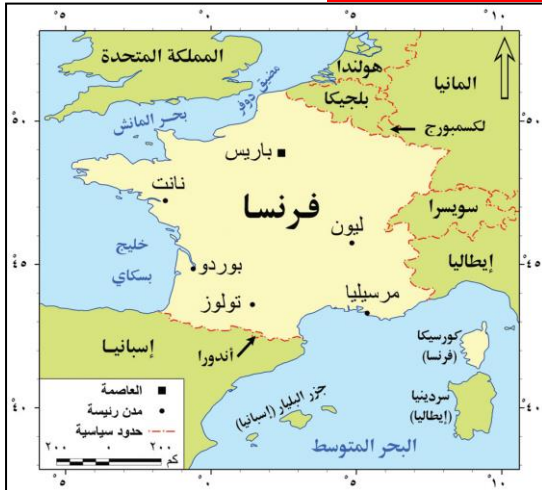 المملكة المتحدة
هولندا
المانيا
مضيق دوفر
بلجيكا
بحر المانش
لكسمبورج
باريس
نانت
فرنسا
سويسرا
ليون
خليج
بسكاي
بوردو
إيطاليا
تولوز
مرسيليا
كورسيكا
(فرنسا)
إسبانيا
أندورا
سردينيا
(إيطاليا)
جزر البليار (إسبانيا)
البحر المتوسط
العاصمة
مدن رئيسة
حدود سياسية
٢٠٠ ٠ ٢٠٠
كم
°٥ °٠ °٥ °١٠
°٥٠ °٥٠
°٤٥ °٤٥
°٤٠ °٤٠
°٥ °٠ °٥ °١٠